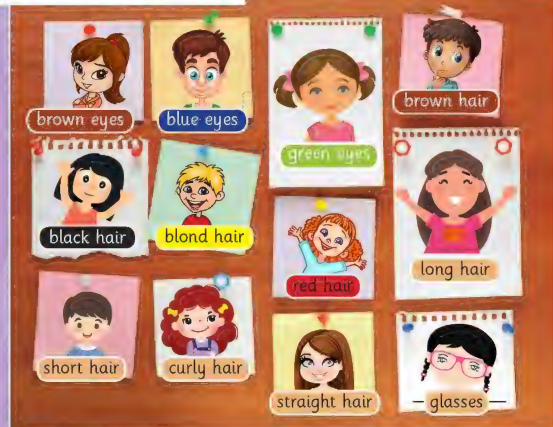 brown eyes
blue eyes
green eyes
brown hair
black hair
blond hair
red hair
long hair
short hair
curly hair
straight hair
glasses